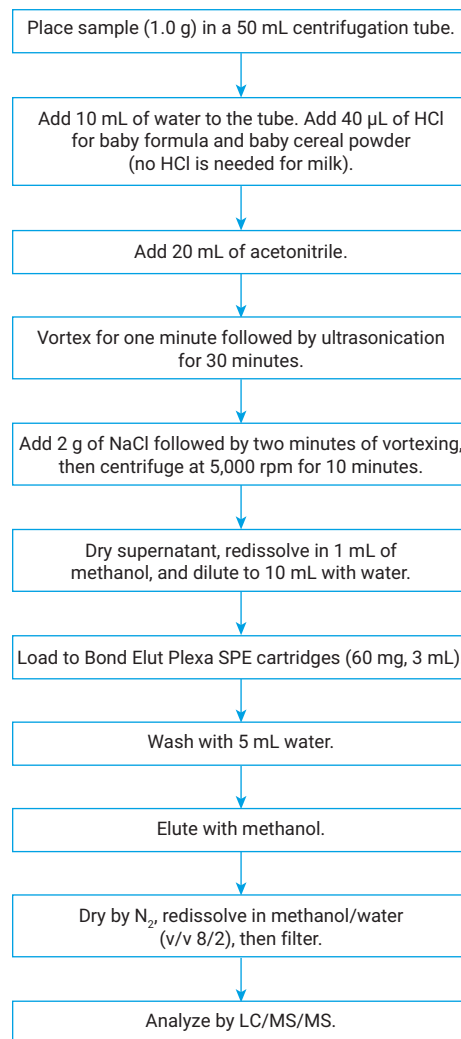 Place sample (1.0 g) in a 50 mL centrifugation tube.
Add 10 mL of water to the tube. Add 40 µL of HCl
for baby formula and baby cereal powder
(no HCl is needed for milk).
Add 20 mL of acetonitrile.
Vortex for one minute followed by ultrasonication
for 30 minutes.
Add 2 g of NaCl followed by two minutes of vortexing,
then centrifuge at 5,000 rpm for 10 minutes.
Dry supernatant, redissolve in 1 mL of
methanol, and dilute to 10 mL with water.
Load to Bond Elut Plexa SPE cartridges (60 mg, 3 mL)
Wash with 5 mL water.
Elute with methanol.
Dry by N₂, redissolve in methanol/water
(v/v 8/2), then filter.
Analyze by LC/MS/MS.